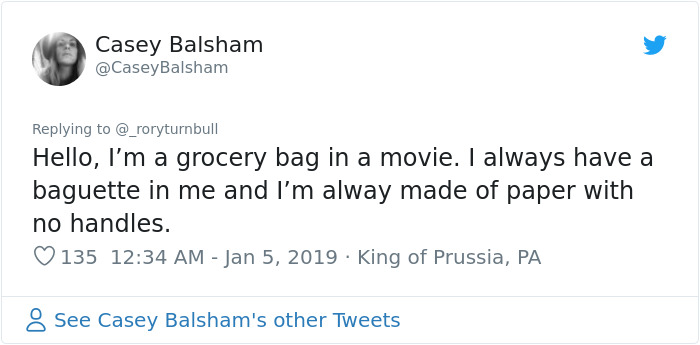 Casey Balsham
@CaseyBalsham
Replying to @_roryturnbull
Hello, I’m a grocery bag in a movie. I always have a
baguette in me and I’m alway made of paper with
no handles.
135 12:34 AM - Jan 5, 2019 · King of Prussia, PA
See Casey Balsham's other Tweets